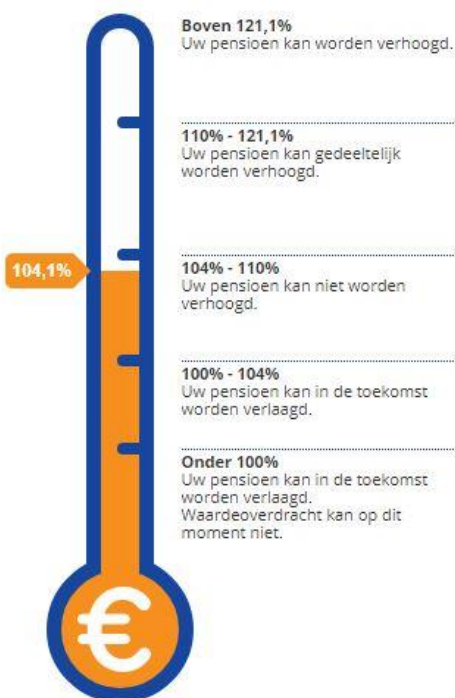 Boven 121,1%
Uw pensioen kan worden verhoogd.
110% - 121,1%
Uw pensioen kan gedeeltelijk
worden verhoogd.
104,1%
104% - 110%
Uw pensioen kan niet worden
verhoogd.
100% - 104%
Uw pensioen kan in de toekomst
worden verlaagd.
Onder 100%
Uw pensioen kan in de toekomst
worden verlaagd.
Waardeoverdracht kan op dit
moment niet.
€